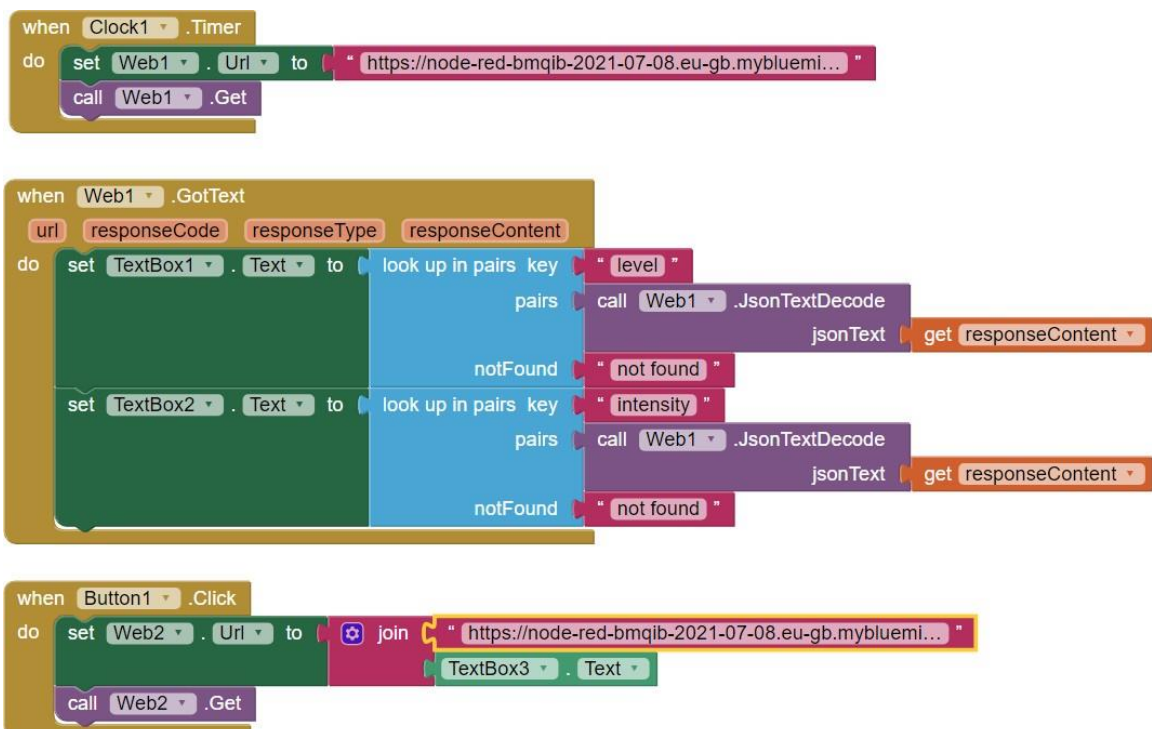 when Clock1 .Timer
do set Web1 . Url to " https://node-red-bmqib-2021-07-08.eu-gb.mybluemi... "
call Web1 .Get
when Web1 .GotText
url responseCode responseType responseContent
do set TextBox1 . Text to look up in pairs key " level "
pairs call Web1 .JsonTextDecode
jsonText get responseContent
notFound " not found "
set TextBox2 . Text to look up in pairs key " intensity "
pairs call Web1 .JsonTextDecode
jsonText get responseContent
notFound " not found "
when Button1 .Click
do set Web2 . Url to join " https://node-red-bmqib-2021-07-08.eu-gb.mybluemi... "
TextBox3 . Text
call Web2 .Get